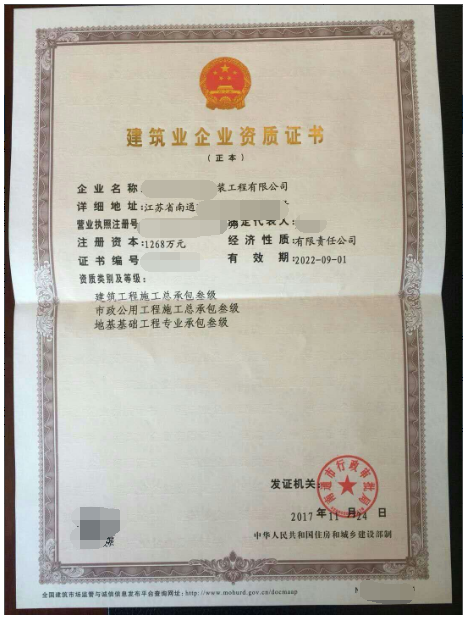 建筑业企业资质证书
(正本)
企业名称 装工程有限公司
详细地址:江苏省南通
营业执照注册号 法定代表人:
注册资本:1268万元 经济性质:有限责任公司
证书编号 有效期:2022-09-01
资质类别及等级:
建筑工程施工总承包叁级
市政公用工程施工总承包叁级
地基基础工程专业承包叁级
南通市行政审批局
发证机关:
2017年11月24日
中华人民共和国住房和城乡建设部制
全国建筑市场监管与诚信信息发布平台查询网址:http://www.mohurd.gov.cn/docmaap